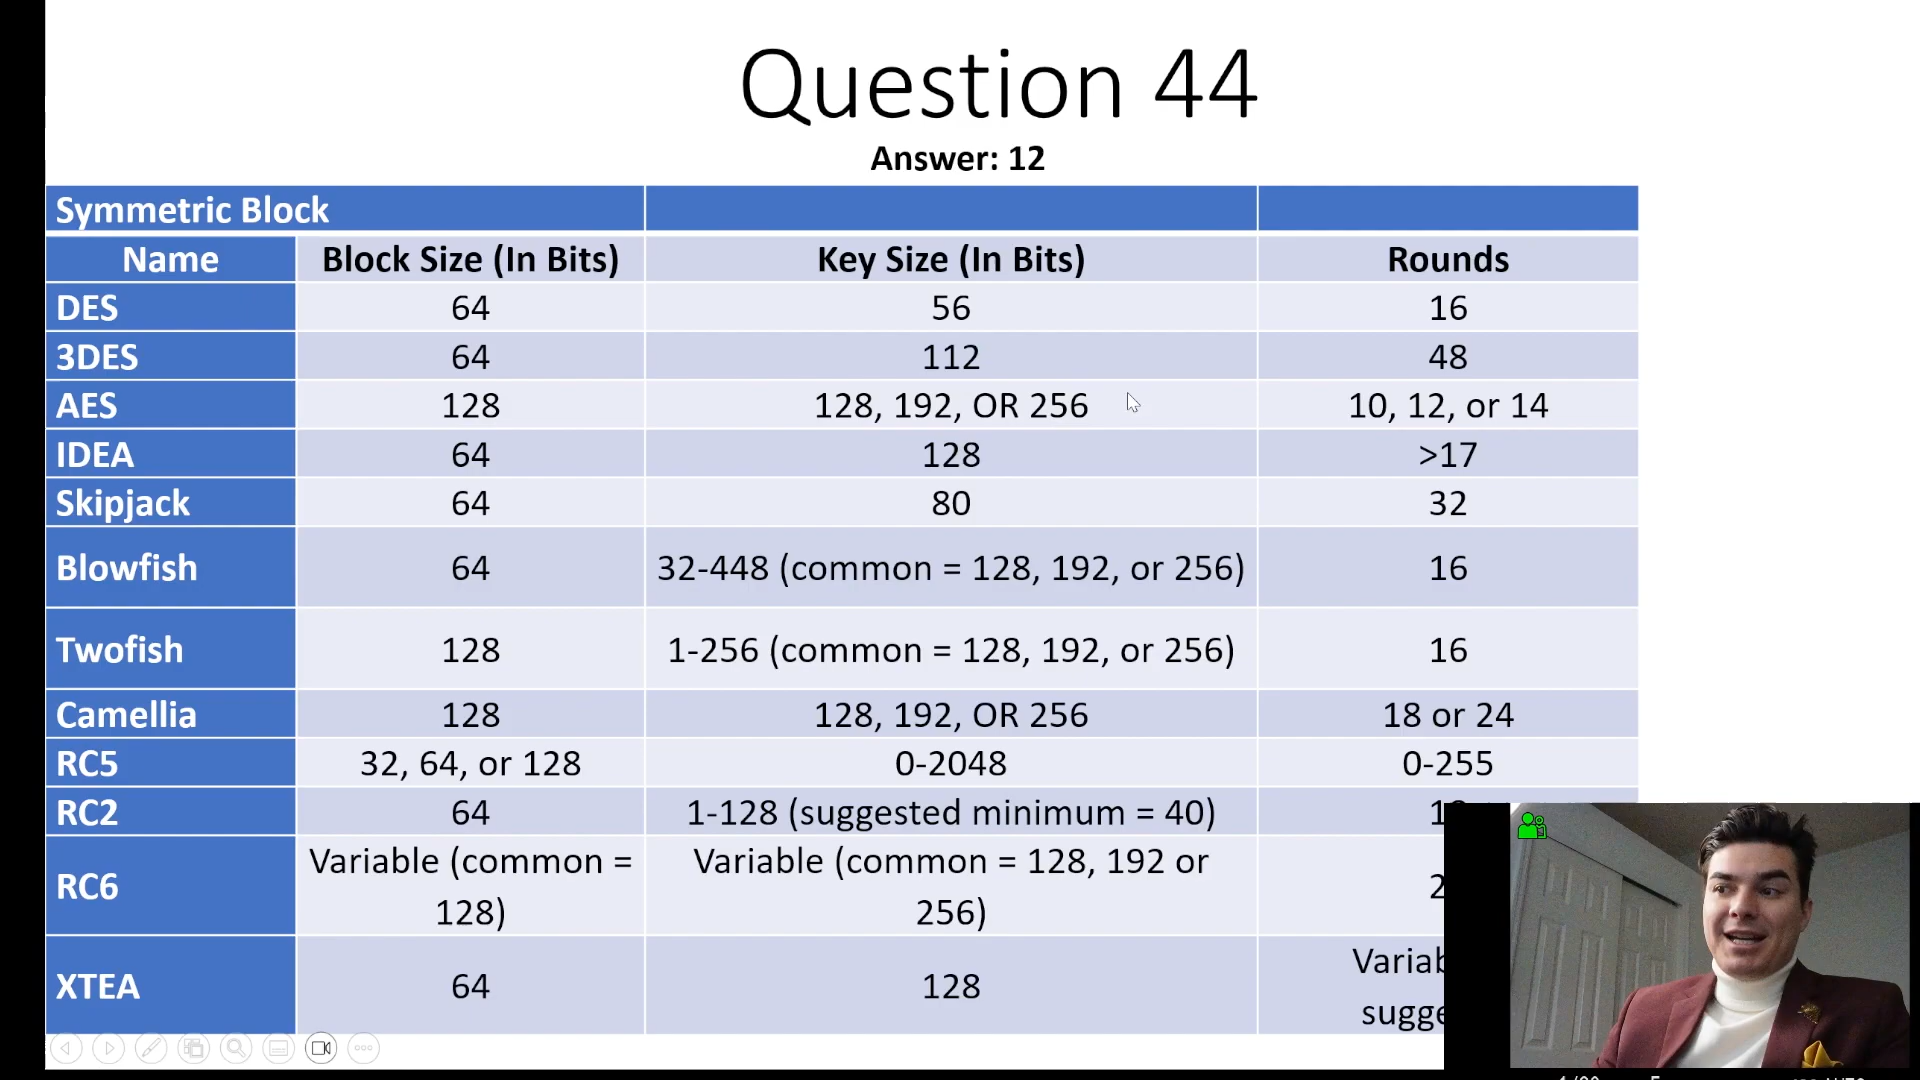 Question 44
Answer: 12
Symmetric Block
Name Block Size (In Bits) Key Size (In Bits) Rounds
DES 64 56 16
3DES 64 112 48
AES 128 128, 192, OR 256 10, 12, or 14
IDEA 64 128 >17
Skipjack 64 80 32
Blowfish 64 32-448 (common = 128, 192, or 256) 16
Twofish 128 1-256 (common = 128, 192, or 256) 16
Camellia 128 128, 192, OR 256 18 or 24
RC5 32, 64, or 128 0-2048 0-255
RC2 64 1-128 (suggested minimum = 40)
Variable (common = Variable (common = 128, 192 or
RC6
128) 256)
XTEA 64 128